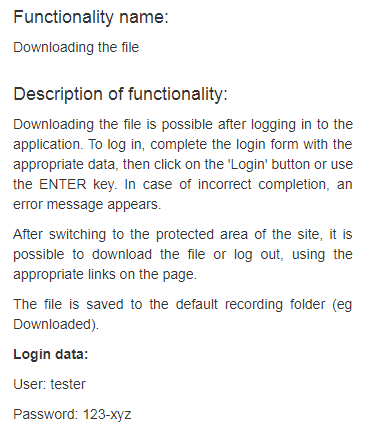 Functionality name:
Downloading the file
Description of functionality:
Downloading the file is possible after logging in to the
application. To log in, complete the login form with the
appropriate data, then click on the 'Login' button or use
the ENTER key. In case of incorrect completion, an
error message appears.
After switching to the protected area of the site, it is
possible to download the file or log out, using the
appropriate links on the page.
The file is saved to the default recording folder (eg
Downloaded).
Login data:
User: tester
Password: 123-xyz